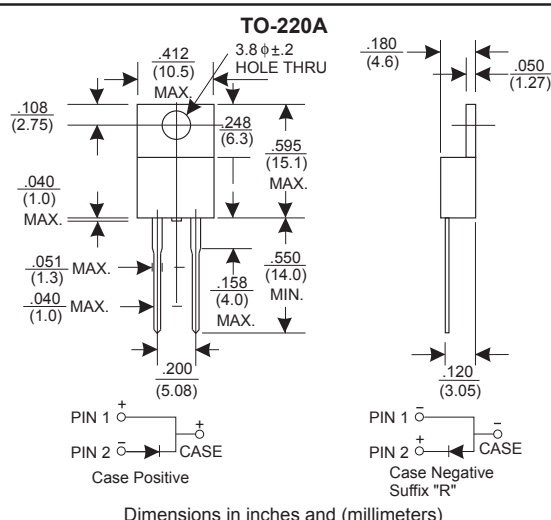 TO-220A
.412
(10.5)
MAX.
3.8 ϕ±.2
HOLE THRU
.180
(4.6)
.050
(1.27)
.108
(2.75)
.248
(6.3)
.595
(15.1)
MAX.
.040
(1.0)
MAX.
.051
(1.3) MAX.
.040
(1.0) MAX.
.158
(4.0)
MAX.
.550
(14.0)
MIN.
.200
(5.08)
.120
(3.05)
PIN 1 +
PIN 2 −
+
CASE
Case Positive
PIN 1 −
PIN 2 +
−
CASE
Case Negative
Suffix "R"
Dimensions in inches and (millimeters)